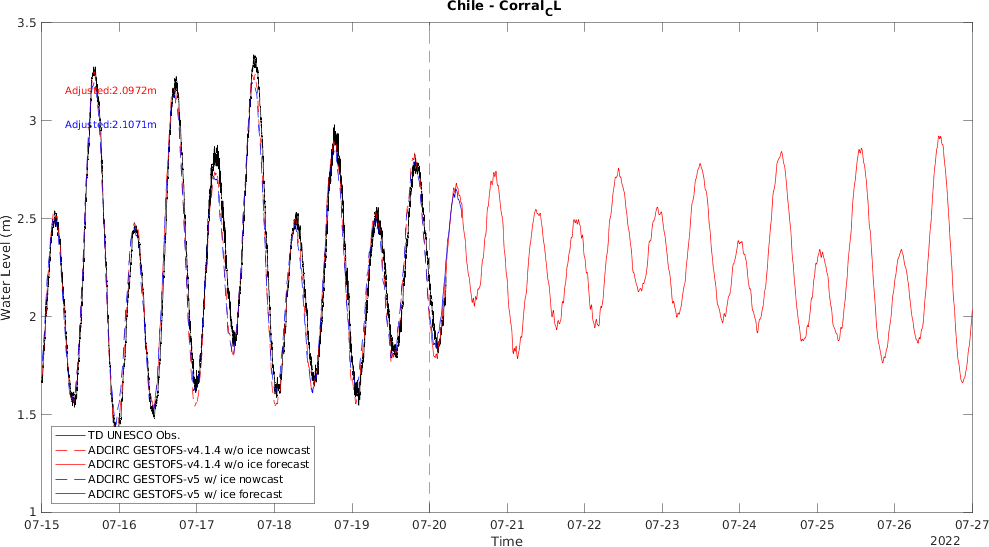 Chile - Corral_CL
3.5
3
2.5
2
1.5
1
Water Level (m)
Adjusted:2.0972m
Adjusted:2.1071m
TD UNESCO Obs.
ADCIRC GESTOFS-v4.1.4 w/o ice nowcast
ADCIRC GESTOFS-v4.1.4 w/o ice forecast
ADCIRC GESTOFS-v5 w/ ice nowcast
ADCIRC GESTOFS-v5 w/ ice forecast
07-15 07-16 07-17 07-18 07-19 07-20 07-21 07-22 07-23 07-24 07-25 07-26 07-27
Time
2022